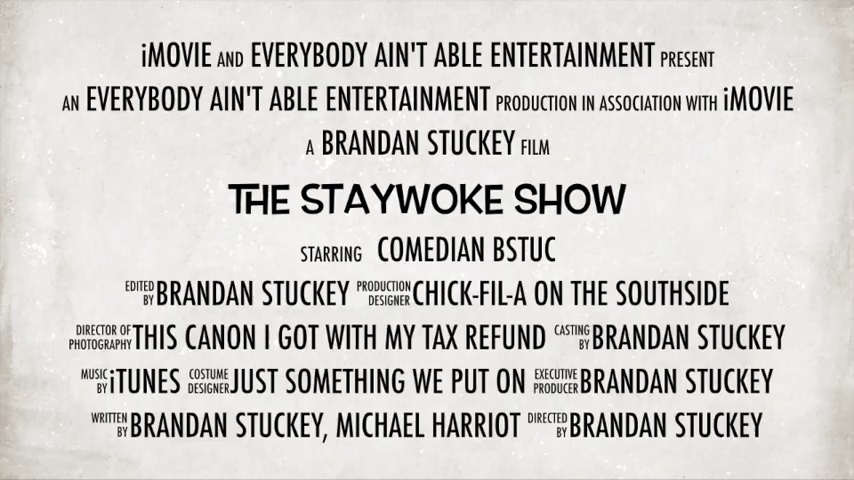 iMOVIE AND EVERYBODY AIN'T ABLE ENTERTAINMENT PRESENT
AN EVERYBODY AIN'T ABLE ENTERTAINMENT PRODUCTION IN ASSOCIATION WITH iMOVIE
A BRANDAN STUCKEY FILM
THE STAYWOKE SHOW
STARRING COMEDIAN BSTUC
EDITED BY BRANDAN STUCKEY PRODUCTION DESIGNER CHICK-FIL-A ON THE SOUTHSIDE
DIRECTOR OF PHOTOGRAPHY THIS CANON I GOT WITH MY TAX REFUND CASTING BY BRANDAN STUCKEY
MUSIC BY iTUNES COSTUME DESIGNER JUST SOMETHING WE PUT ON EXECUTIVE PRODUCER BRANDAN STUCKEY
WRITTEN BY BRANDAN STUCKEY, MICHAEL HARRIOT DIRECTED BY BRANDAN STUCKEY